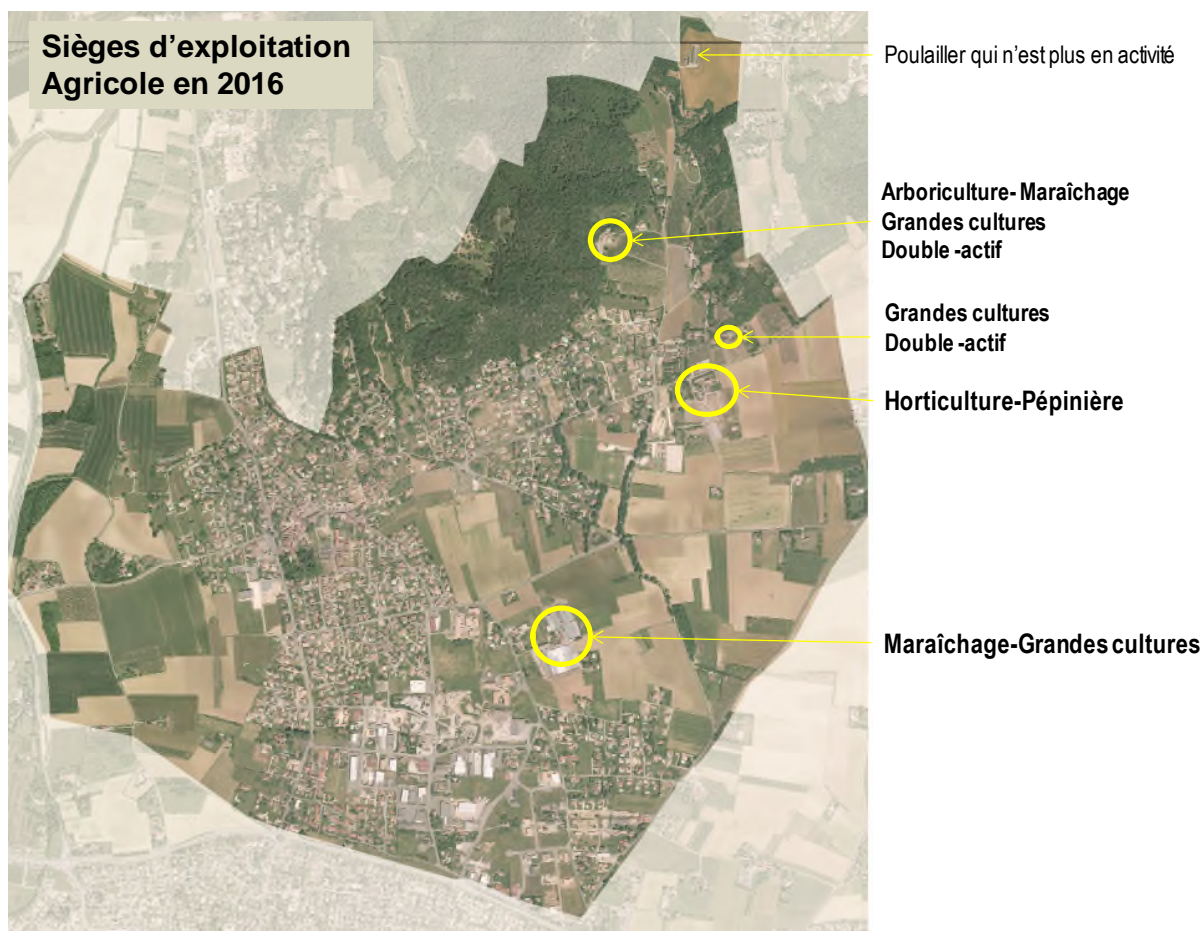 Sièges d’exploitation
Agricole en 2016
Poulailler qui n’est plus en activité
Arboriculture- Maraîchage
Grandes cultures
Double -actif
Grandes cultures
Double -actif
Horticulture-Pépinière
Maraîchage-Grandes cultures